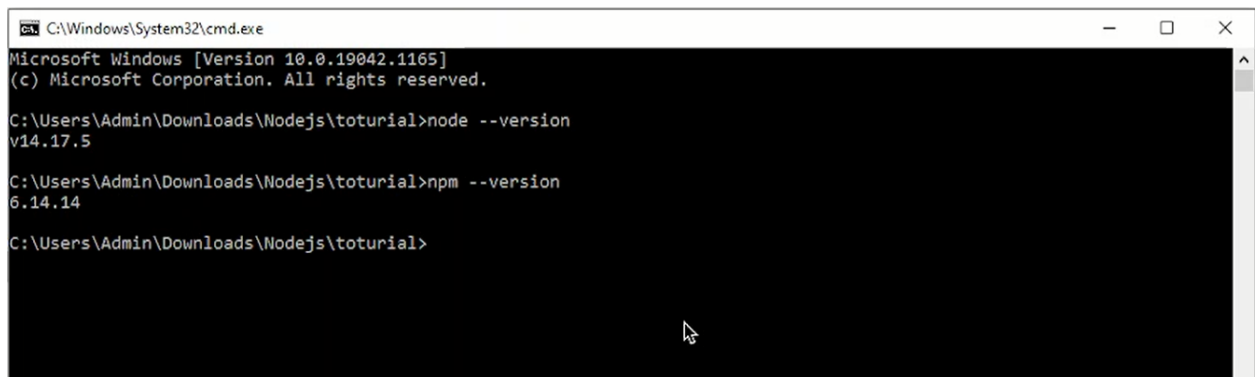 C:\Windows\System32\cmd.exe
Microsoft Windows [Version 10.0.19042.1165]
(c) Microsoft Corporation. All rights reserved.
C:\Users\Admin\Downloads\Nodejs\toturial>node --version
v14.17.5
C:\Users\Admin\Downloads\Nodejs\toturial>npm --version
6.14.14
C:\Users\Admin\Downloads\Nodejs\toturial>